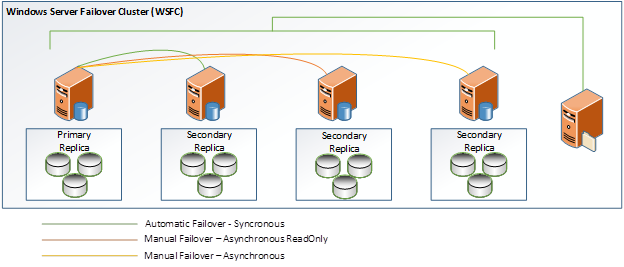 Windows Server Failover Cluster (WSFC)
Primary
Replica
Secondary
Replica
Secondary
Replica
Secondary
Replica
Automatic Failover - Syncronous
Manual Failover – Asynchronous ReadOnly
Manual Failover – Asynchronous